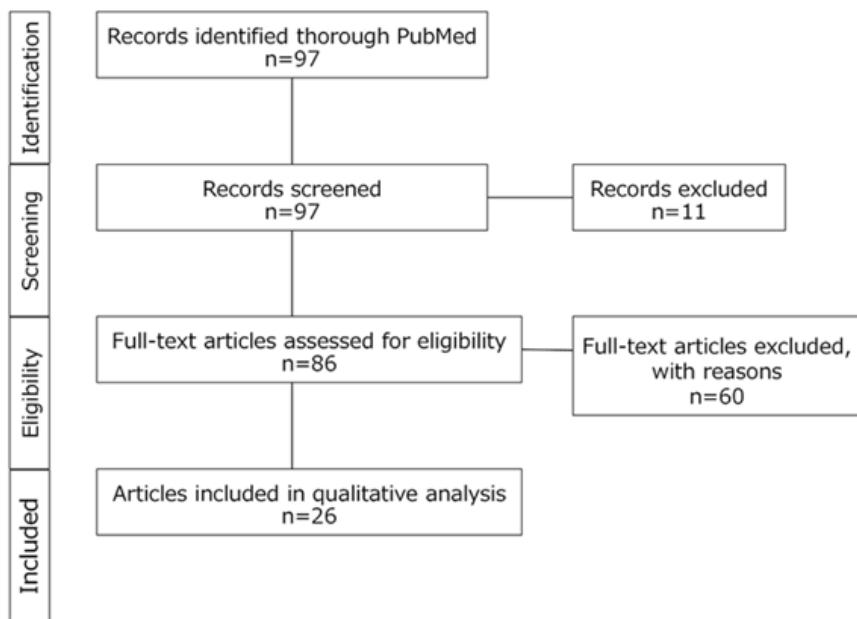 Identification
Records identified thorough PubMed
n=97
Screening
Records screened
n=97
Records excluded
n=11
Eligibility
Full-text articles assessed for eligibility
n=86
Full-text articles excluded,
with reasons
n=60
Included
Articles included in qualitative analysis
n=26